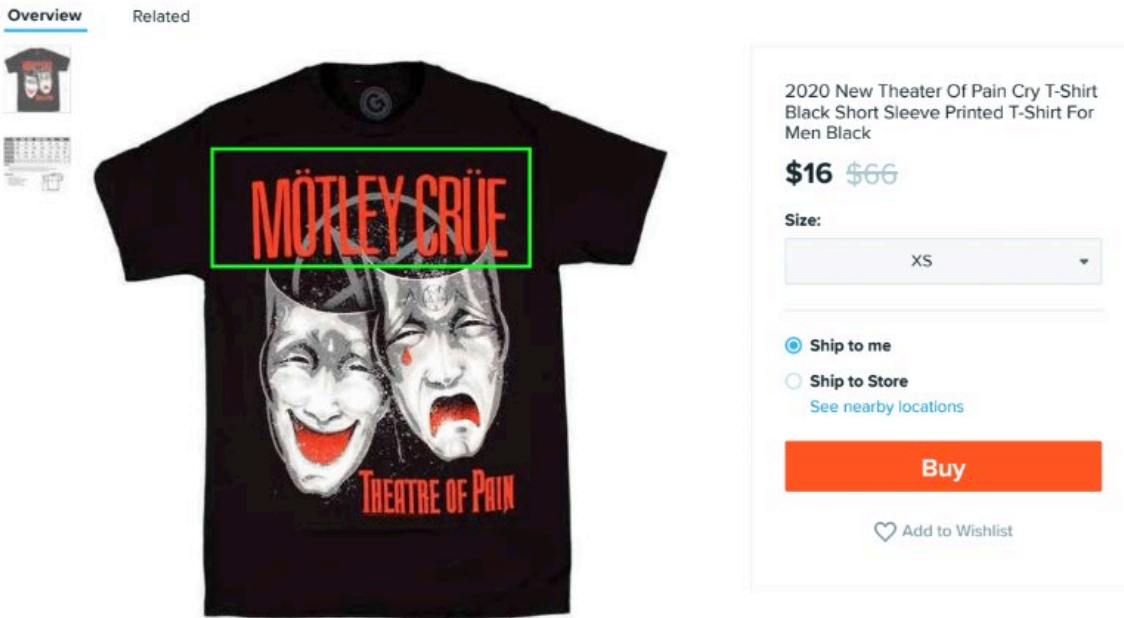 Overview
Related
MÖTLEY CRÜE
THEATRE OF PAIN
2020 New Theater Of Pain Cry T-Shirt
Black Short Sleeve Printed T-Shirt For
Men Black
$16 $66
Size:
XS
Ship to me
Ship to Store
See nearby locations
Buy
Add to Wishlist